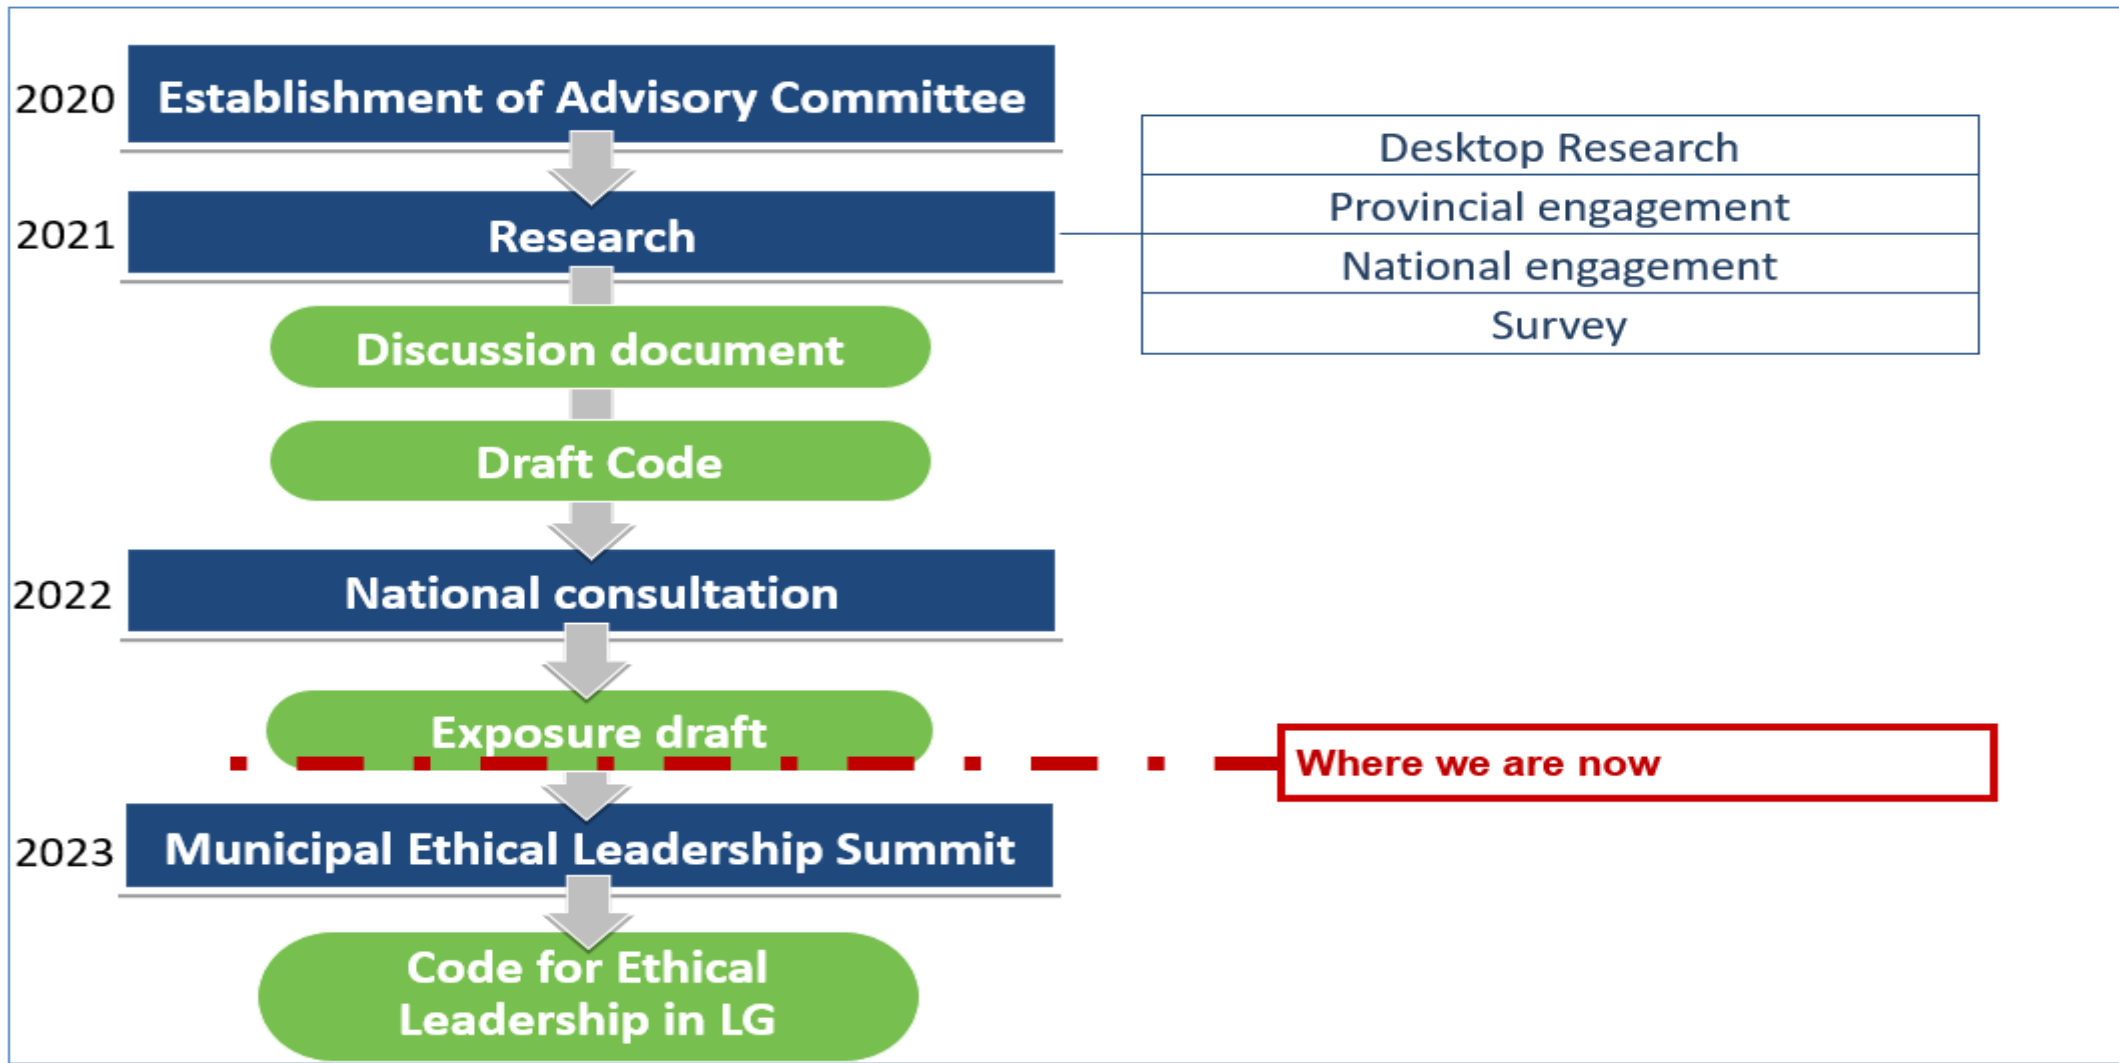 2020
Establishment of Advisory Committee
2021
Research
Desktop Research
Provincial engagement
National engagement
Survey
Discussion document
Draft Code
2022
National consultation
Exposure draft
Where we are now
2023
Municipal Ethical Leadership Summit
Code for Ethical
Leadership in LG